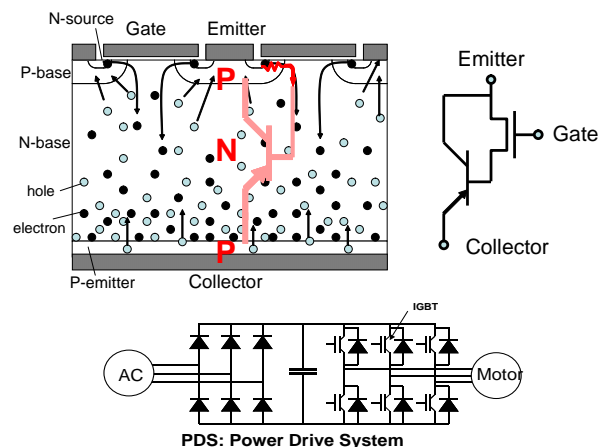 N-source
Gate
Emitter
P-base
P
Emitter
Gate
N-base
N
hole
electron
P
Collector
P-emitter
Collector
IGBT
AC
Motor
PDS: Power Drive System